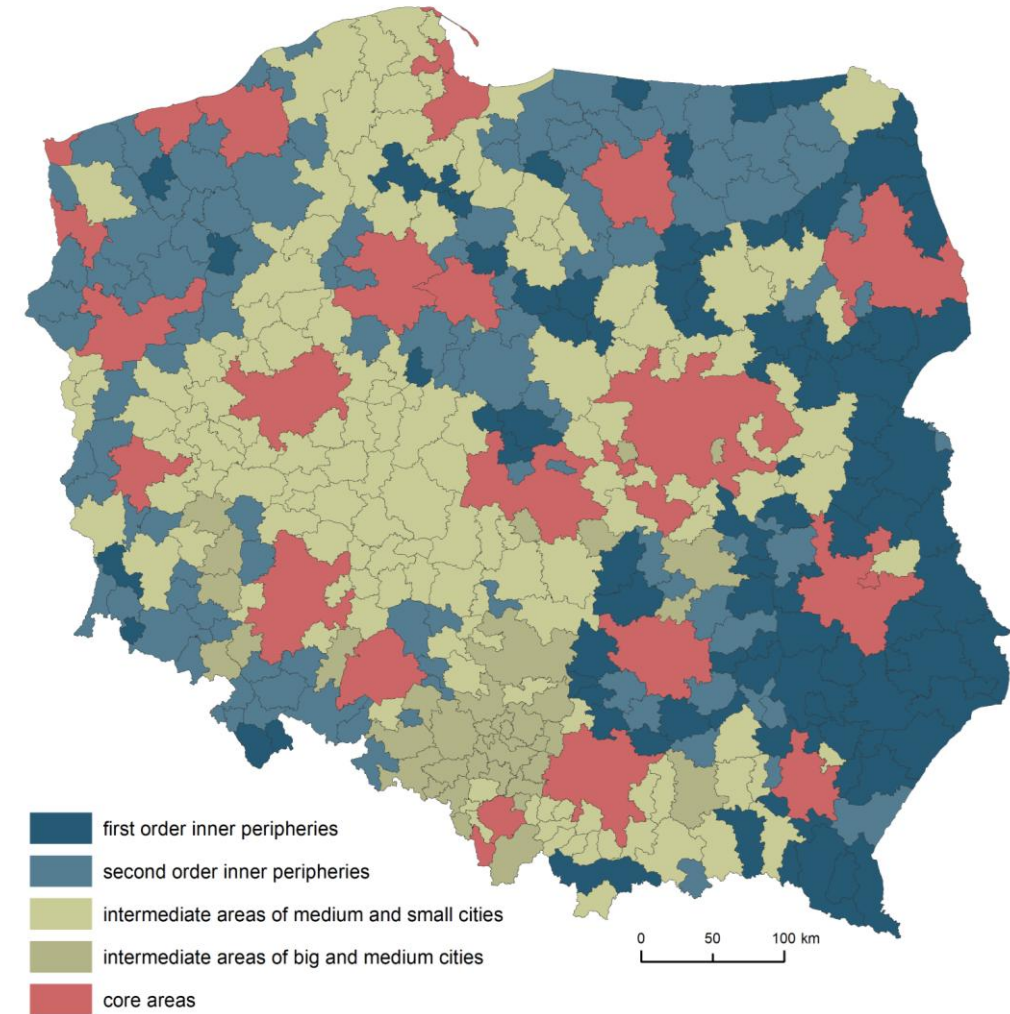 first order inner peripheries
second order inner peripheries
intermediate areas of medium and small cities
intermediate areas of big and medium cities
core areas
0 50 100 km